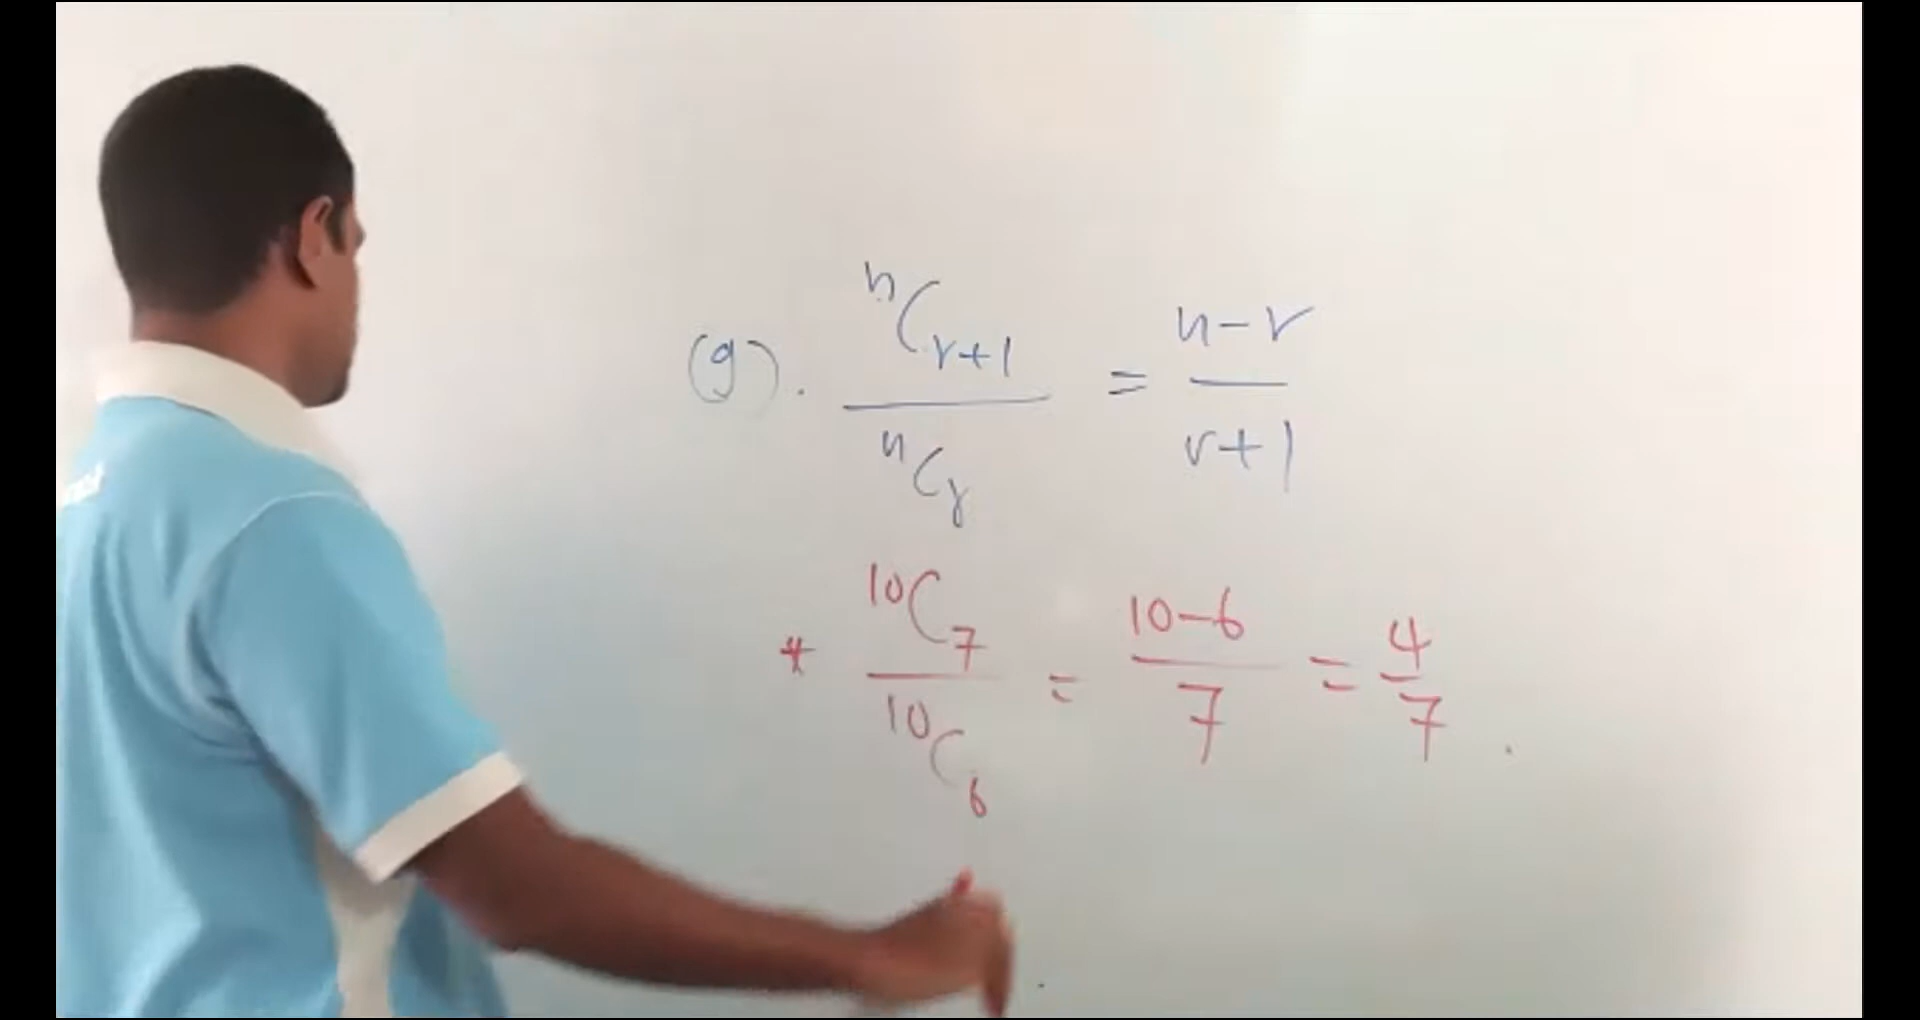 (g). ⁿCᵣ₊₁ / ⁿCᵣ = n-r / r+1
* ¹⁰C₇ / ¹⁰C₆ = 10-6 / 7 = 4 / 7